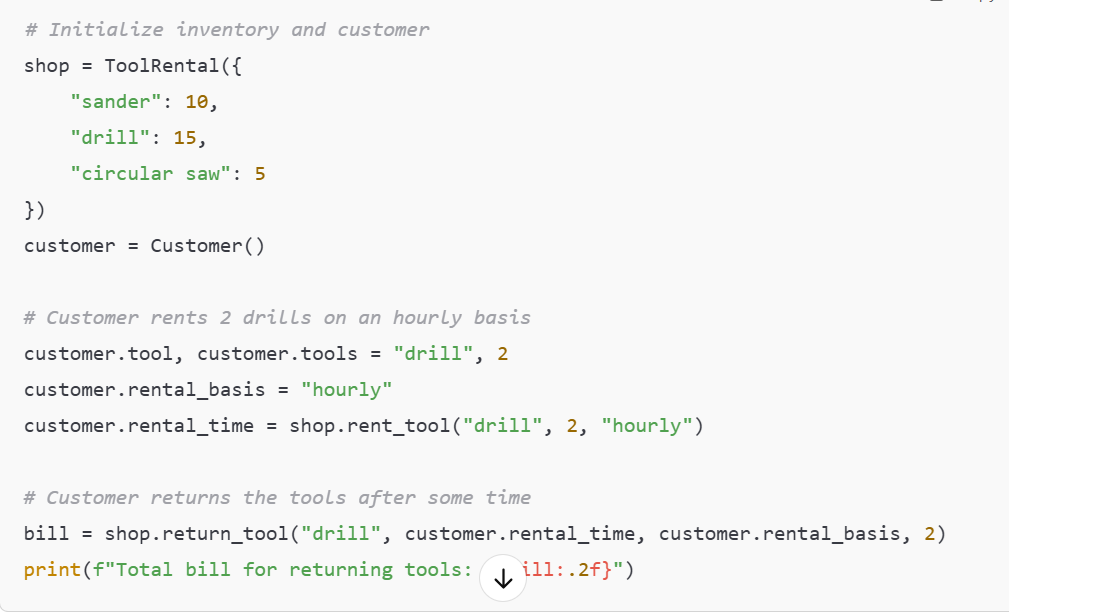 # Initialize inventory and customer
shop = ToolRental({
    "sander": 10,
    "drill": 15,
    "circular saw": 5
})
customer = Customer()
# Customer rents 2 drills on an hourly basis
customer.tool, customer.tools = "drill", 2
customer.rental_basis = "hourly"
customer.rental_time = shop.rent_tool("drill", 2, "hourly")
# Customer returns the tools after some time
bill = shop.return_tool("drill", customer.rental_time, customer.rental_basis, 2)
print(f"Total bill for returning tools: ill:.2f}")